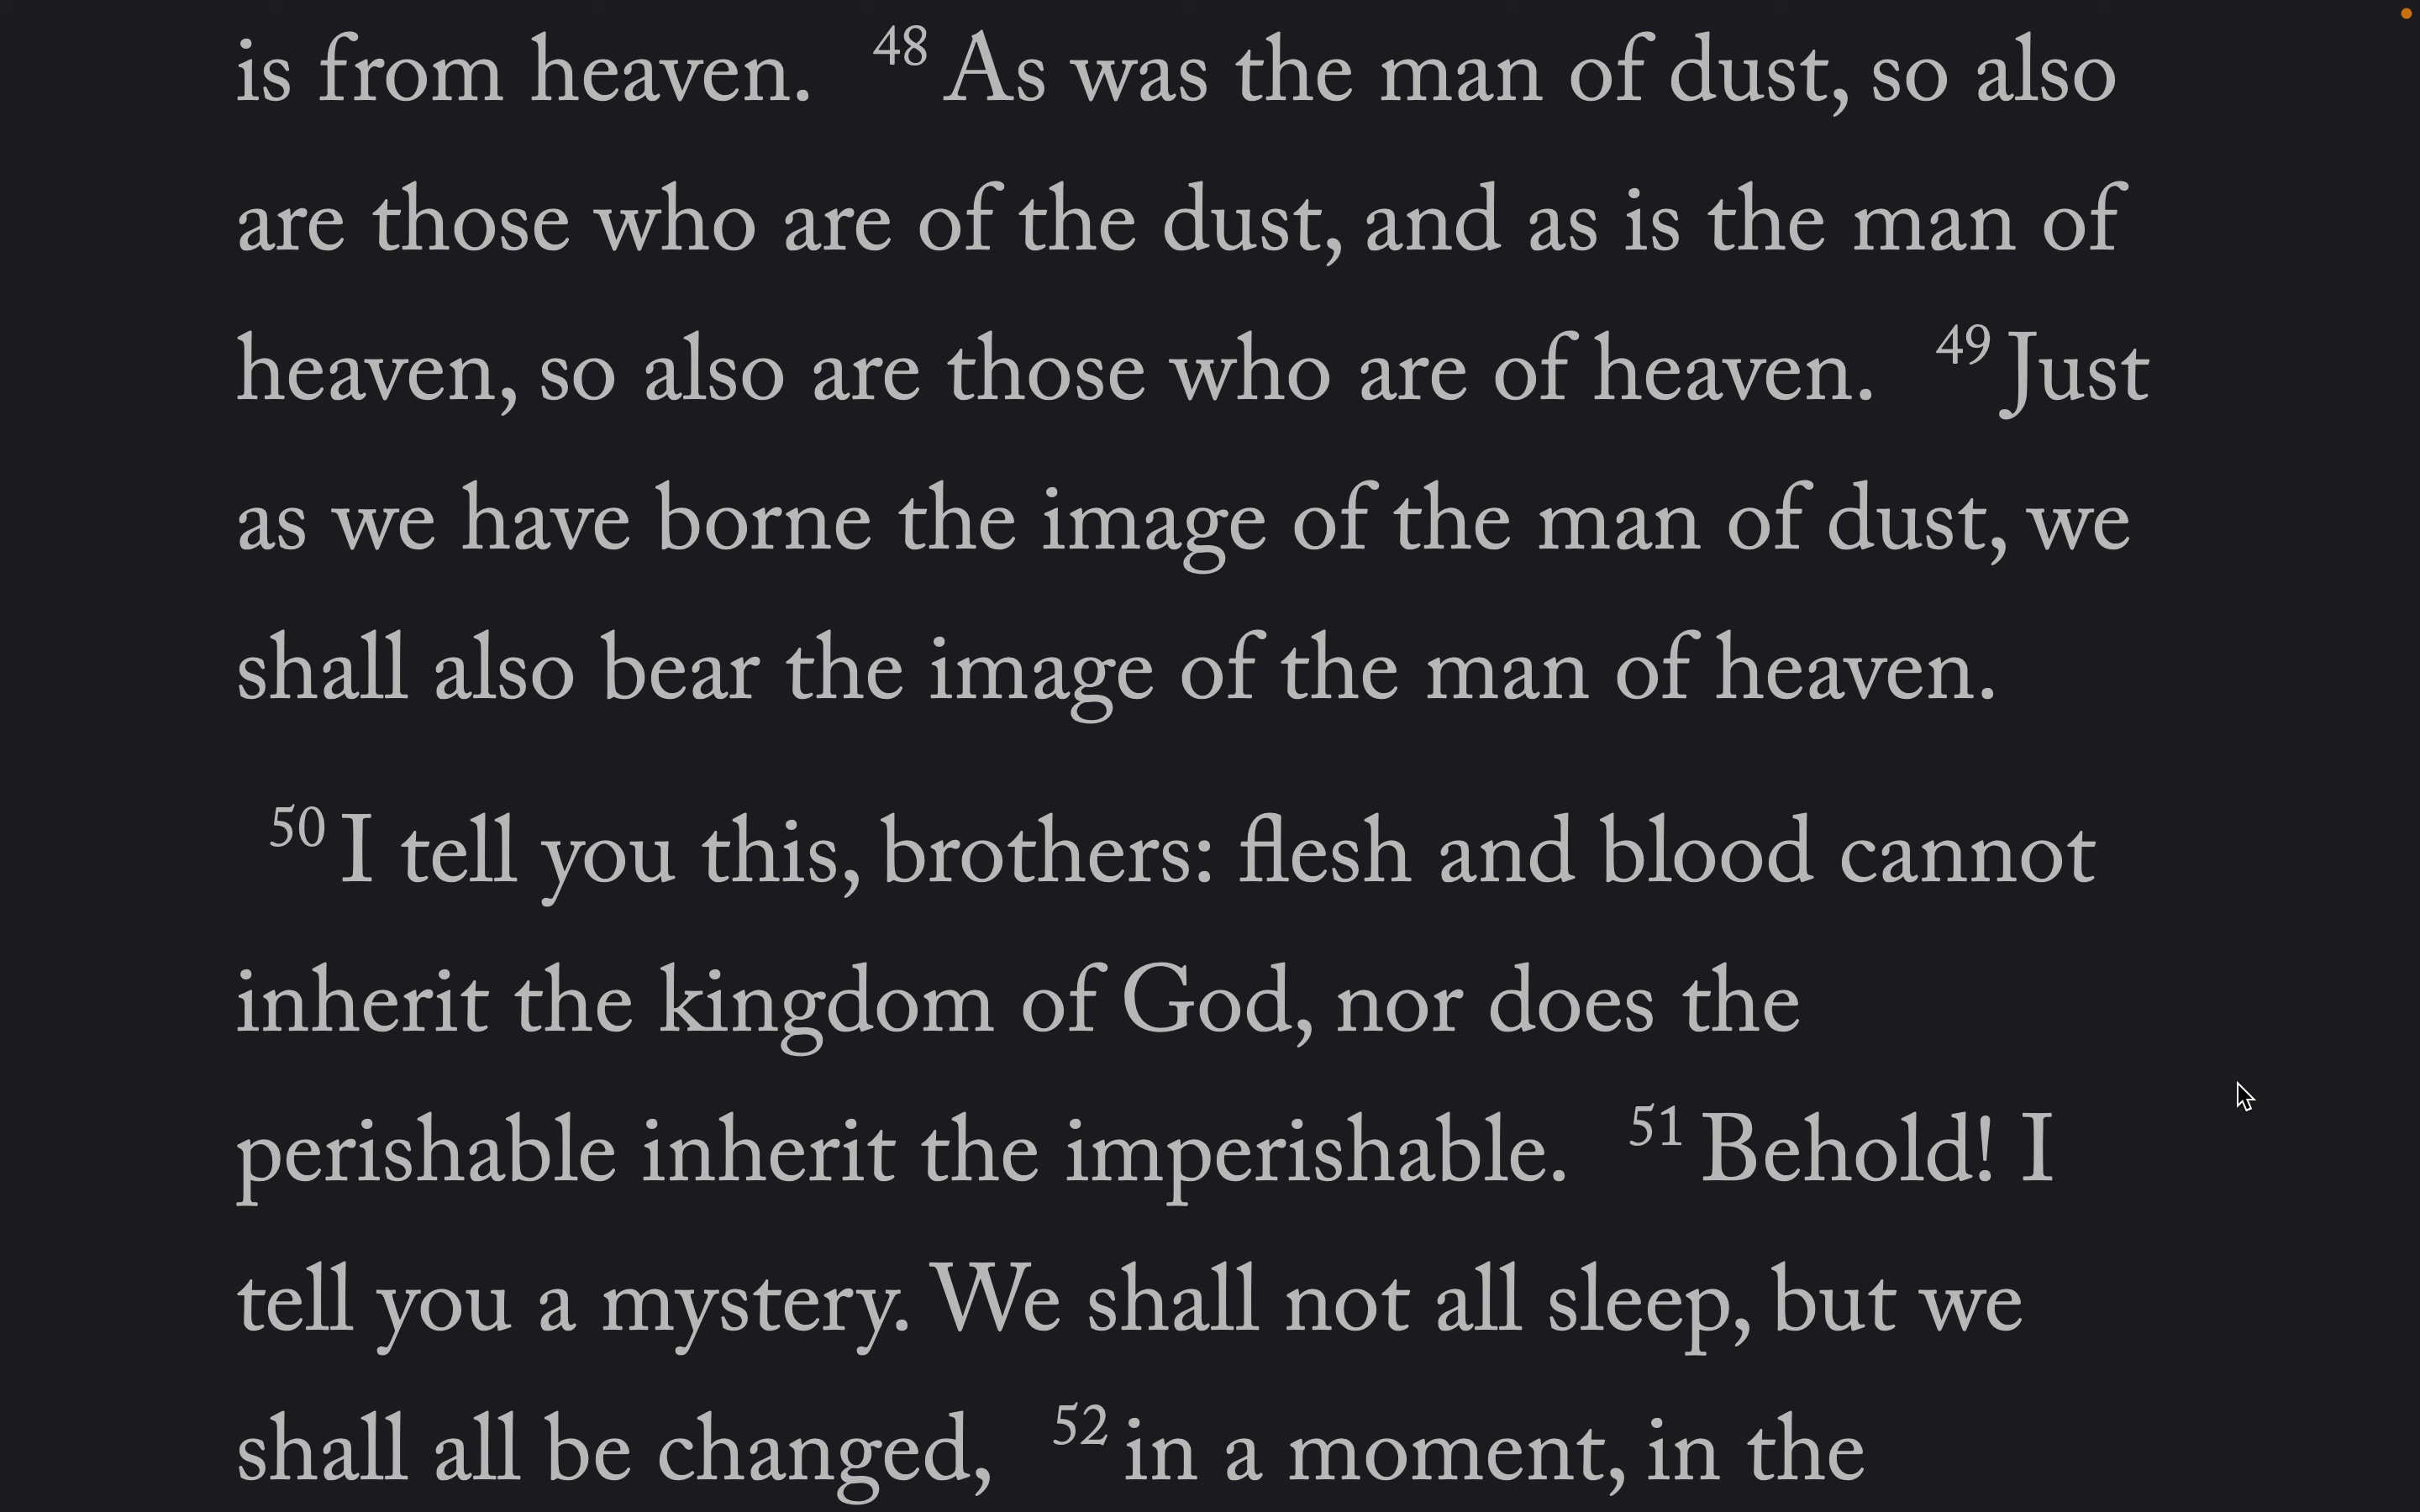 is from heaven. 48 As was the man of dust, so also
are those who are of the dust, and as is the man of
heaven, so also are those who are of heaven. 49 Just
as we have borne the image of the man of dust, we
shall also bear the image of the man of heaven.
50 I tell you this, brothers: flesh and blood cannot
inherit the kingdom of God, nor does the
perishable inherit the imperishable. 51 Behold! I
tell you a mystery. We shall not all sleep, but we
shall all be changed, 52 in a moment, in the